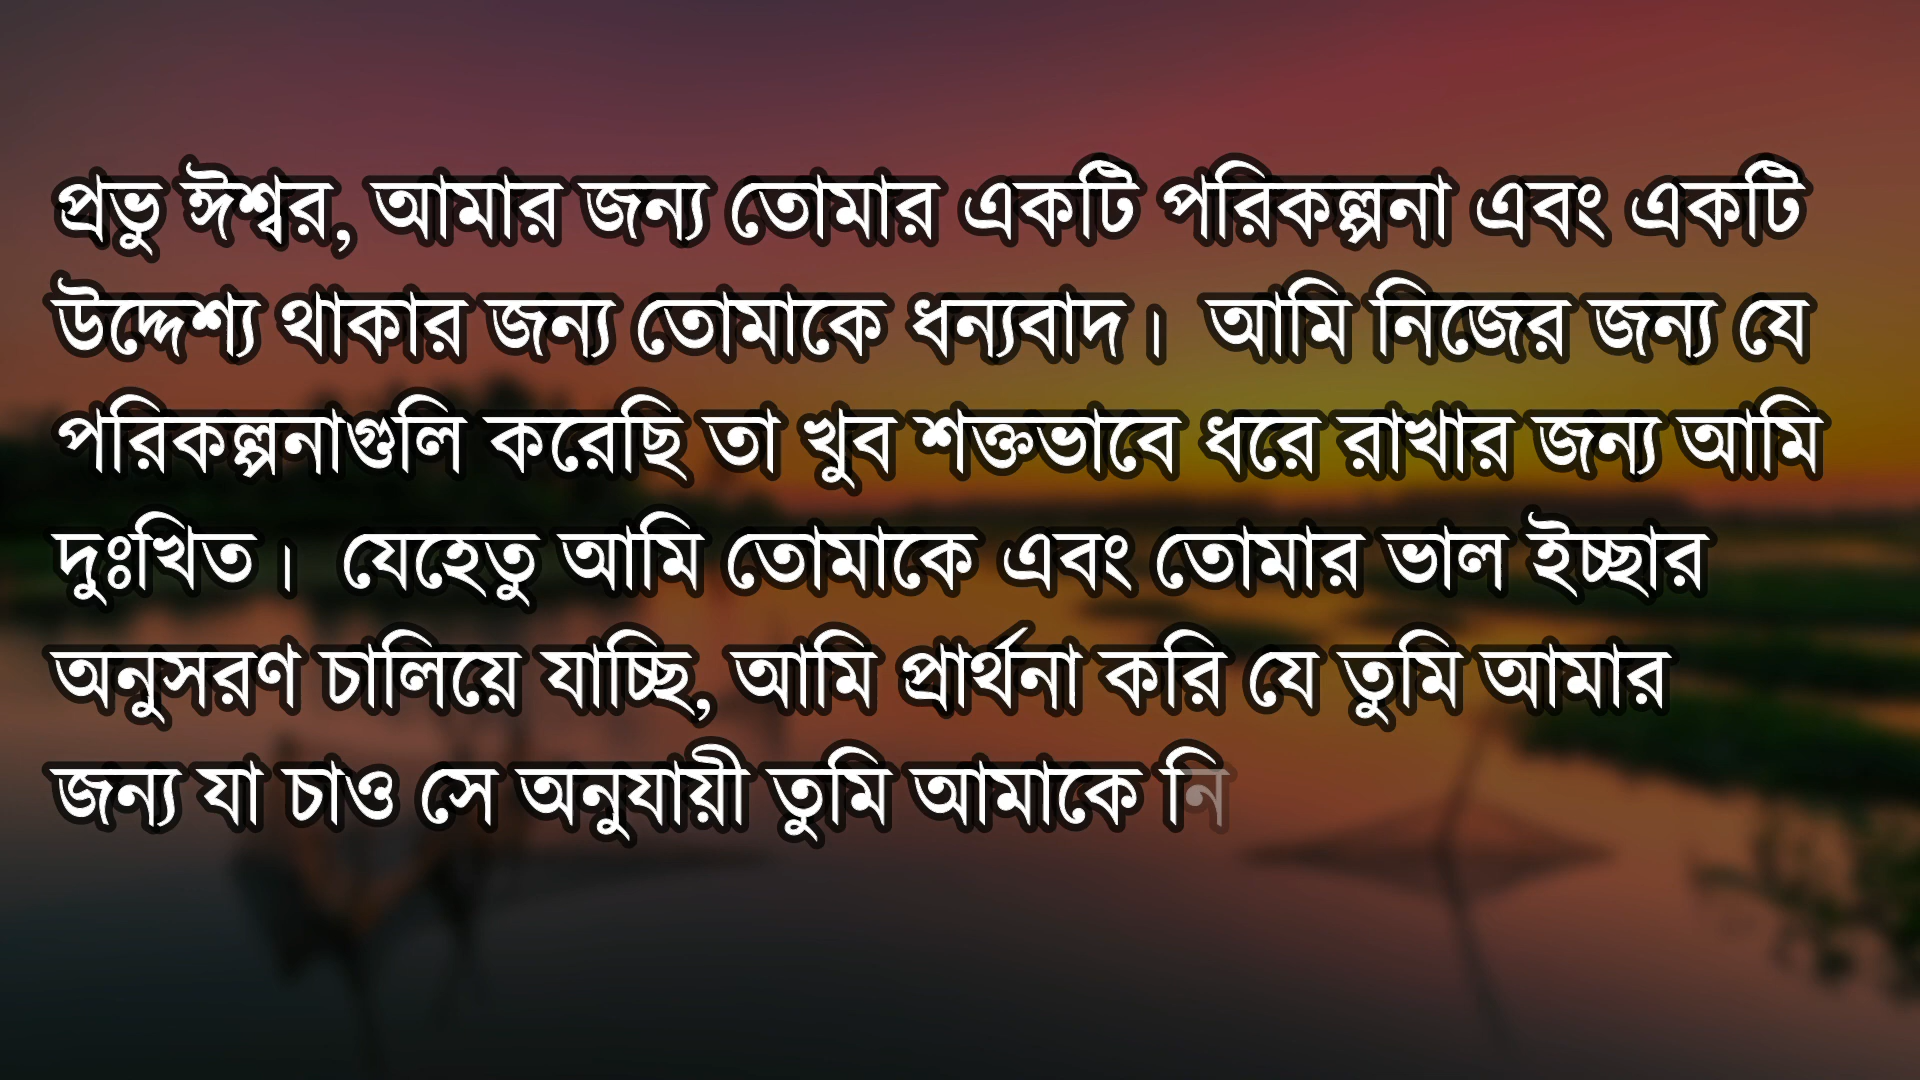 প্রভু ঈশ্বর, আমার জন্য তোমার একটি পরিকল্পনা এবং একটি
উদ্দেশ্য থাকার জন্য তোমাকে ধন্যবাদ। আমি নিজের জন্য যে
পরিকল্পনাগুলি করেছি তা খুব শক্তভাবে ধরে রাখার জন্য আমি
দুঃখিত। যেহেতু আমি তোমাকে এবং তোমার ভাল ইচ্ছার
অনুসরণ চালিয়ে যাচ্ছি, আমি প্রার্থনা করি যে তুমি আমার
জন্য যা চাও সে অনুযায়ী তুমি আমাকে নি